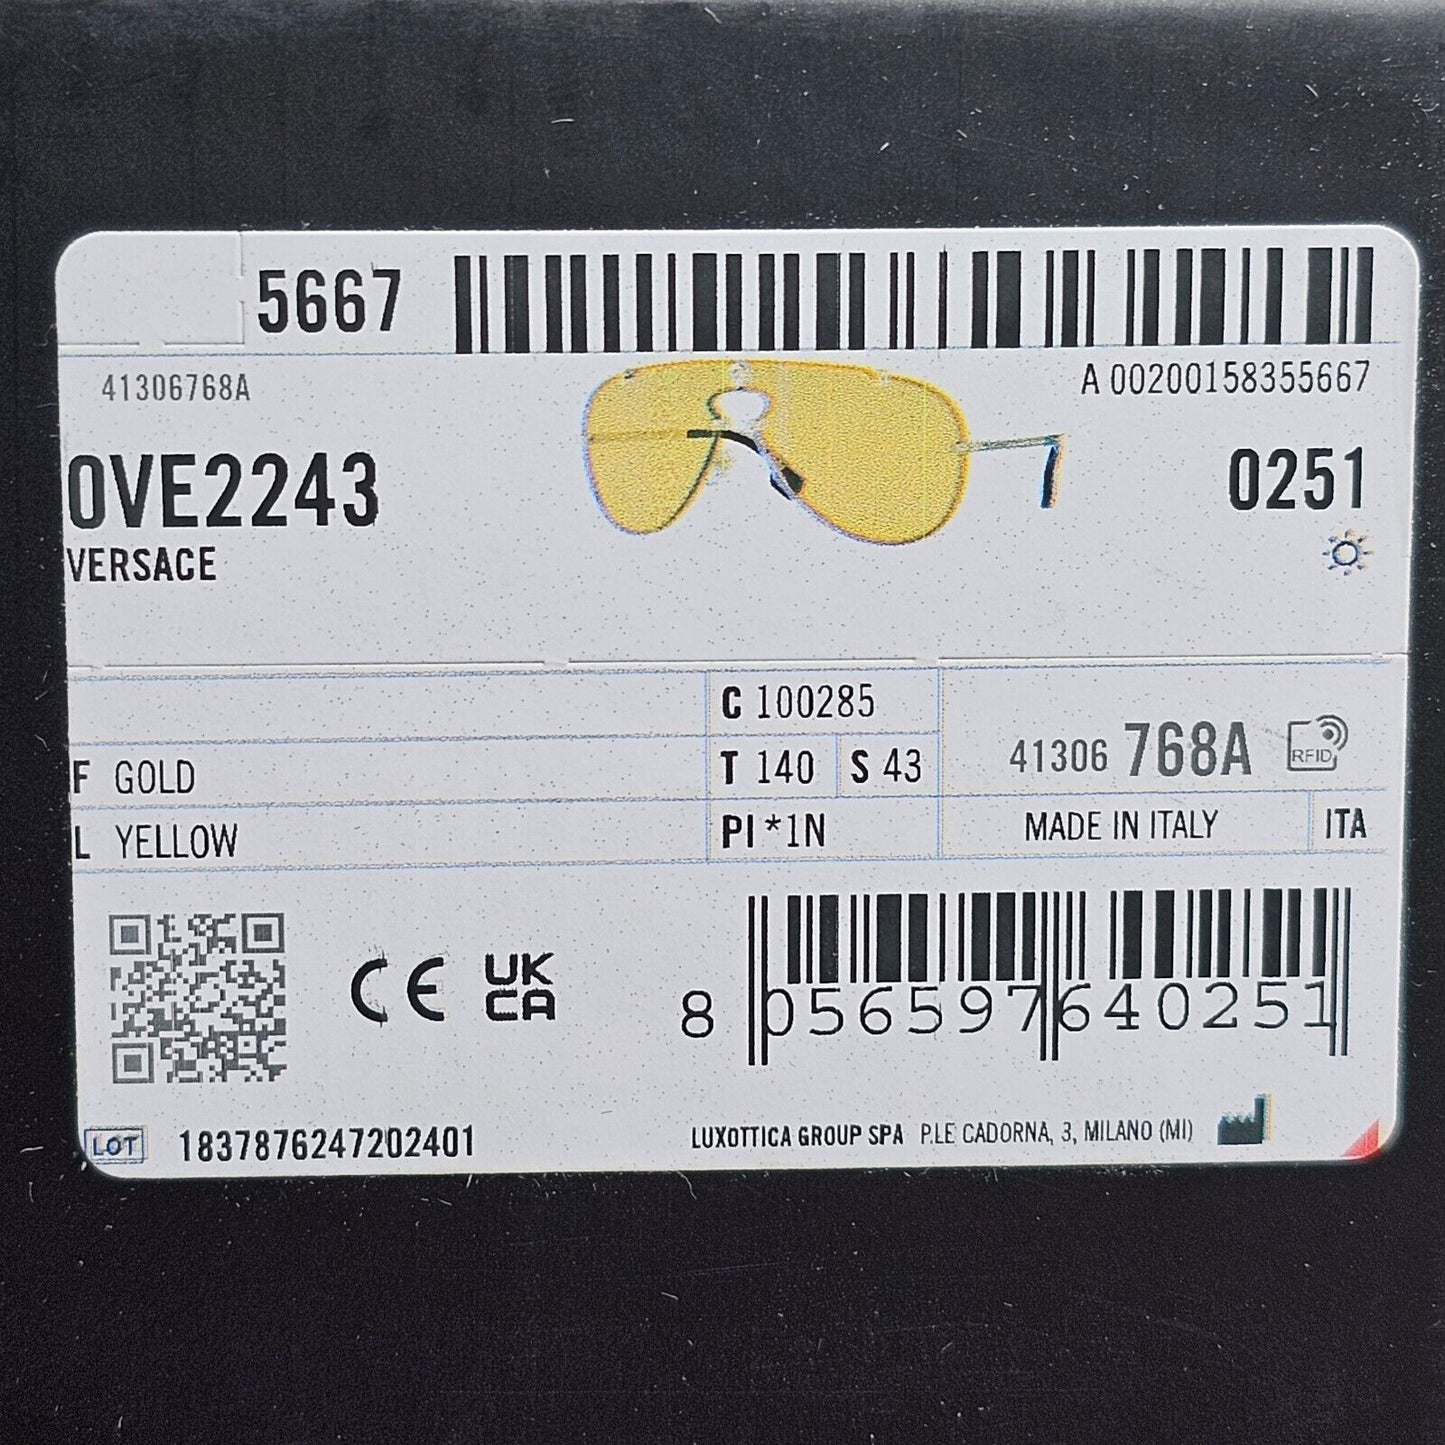 5667
41306768A
A 00200158355667
0VE2243
0251
VERSACE
C 100285
F GOLD
T 140
S 43
41306 768A
RFID
L YELLOW
PI *1N
MADE IN ITALY
ITA
CE
UK
CA
8 056597 640251
LOT 1837876247202401
LUXOTTICA GROUP SPA P.LE CADORNA, 3, MILANO (MI)